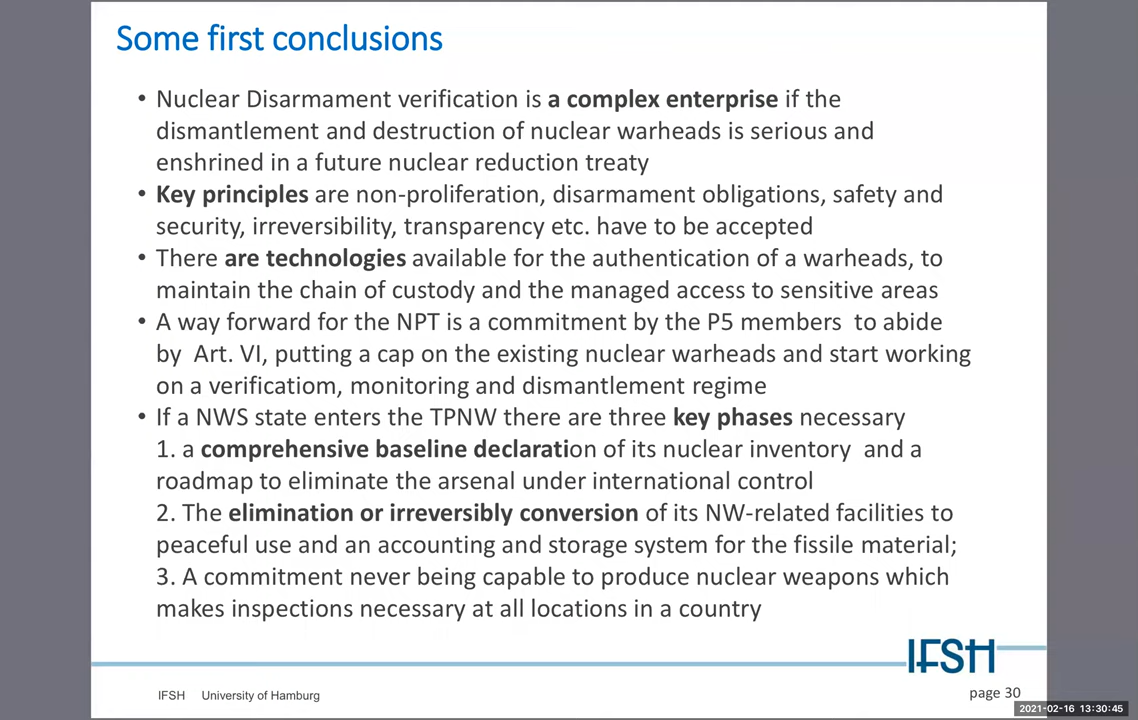 Some first conclusions
• Nuclear Disarmament verification is a complex enterprise if the
dismantlement and destruction of nuclear warheads is serious and
enshrined in a future nuclear reduction treaty
• Key principles are non-proliferation, disarmament obligations, safety and
security, irreversibility, transparency etc. have to be accepted
• There are technologies available for the authentication of a warheads, to
maintain the chain of custody and the managed access to sensitive areas
• A way forward for the NPT is a commitment by the P5 members  to abide
by  Art. VI, putting a cap on the existing nuclear warheads and start working
on a verificatiom, monitoring and dismantlement regime
• If a NWS state enters the TPNW there are three key phases necessary
1. a comprehensive baseline declaration of its nuclear inventory  and a
roadmap to eliminate the arsenal under international control
2. The elimination or irreversibly conversion of its NW-related facilities to
peaceful use and an accounting and storage system for the fissile material;
3. A commitment never being capable to produce nuclear weapons which
makes inspections necessary at all locations in a country
IFSH
IFSH University of Hamburg
page 30
2021-02-16 13:30:45